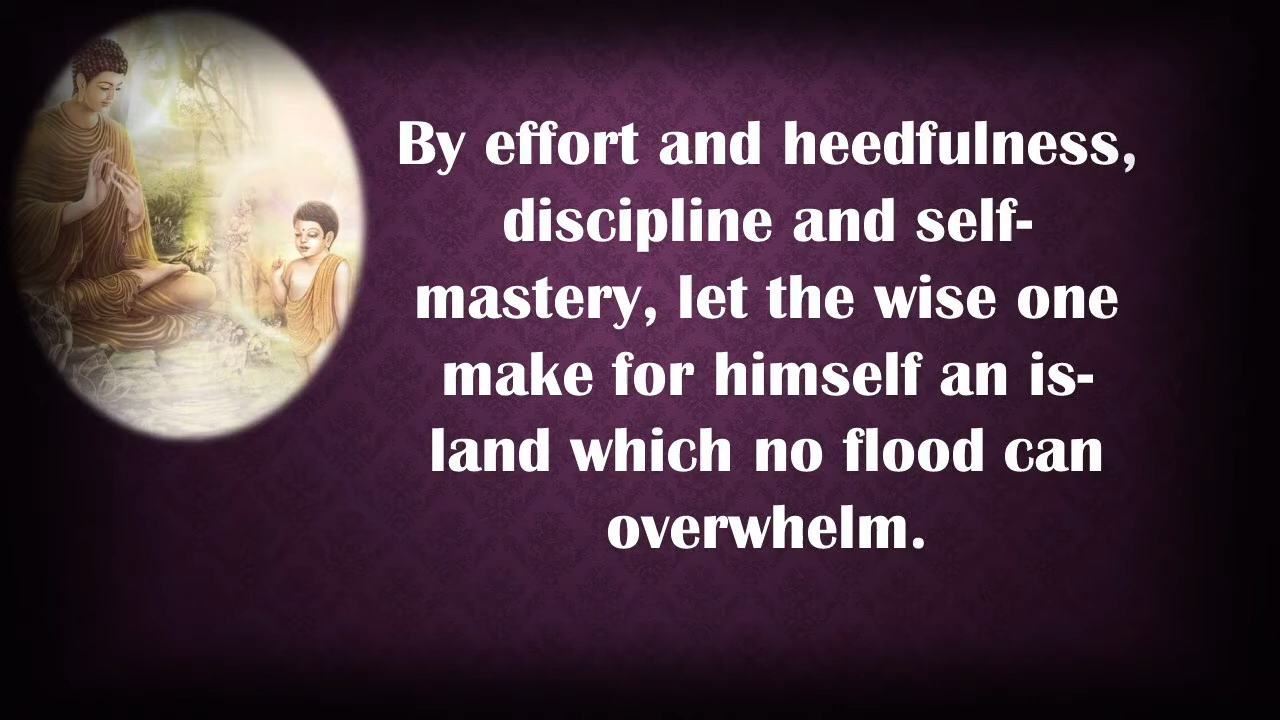 By effort and heedfulness,
discipline and self-
mastery, let the wise one
make for himself an is-
land which no flood can
overwhelm.